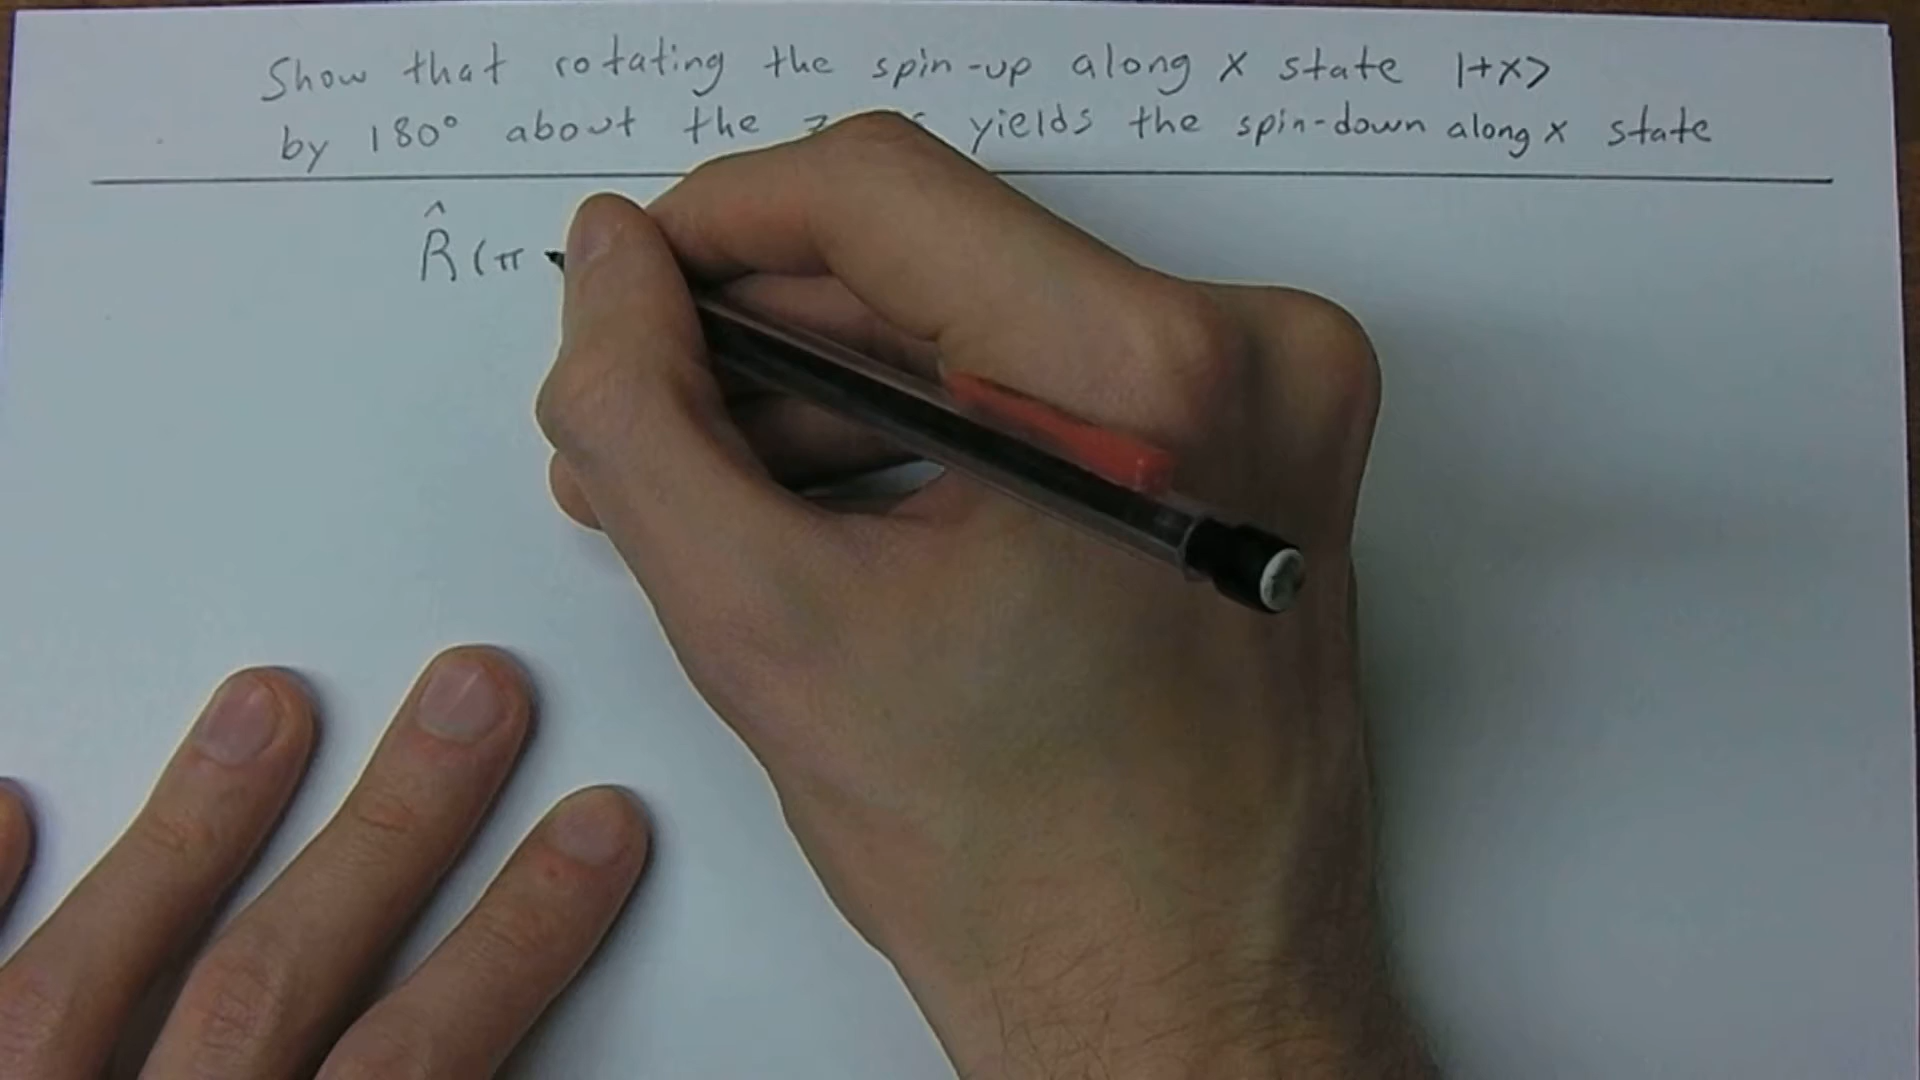 Show that rotating the spin-up along x state |+x>
by 180° about the yields the spin-down along x state
R̂(π